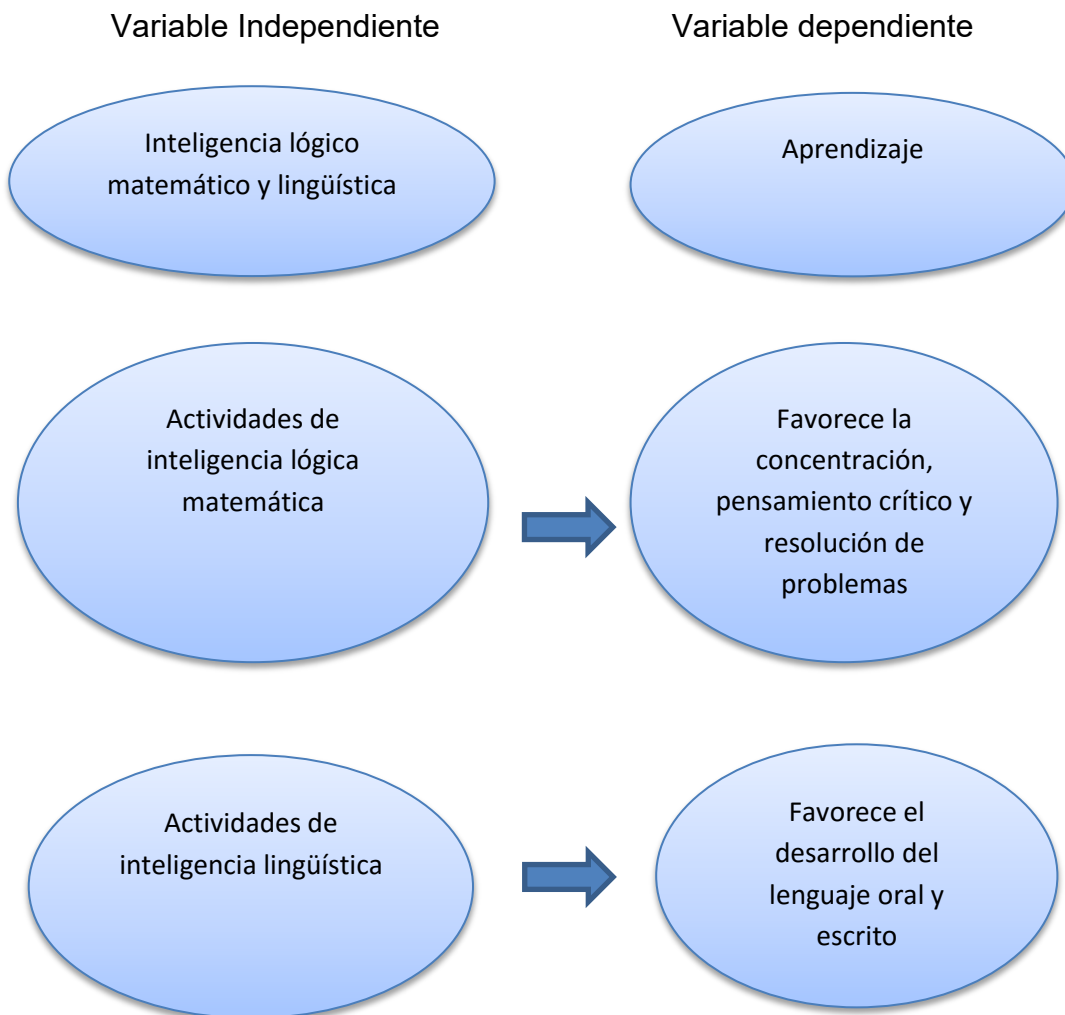 Variable Independiente
Variable dependiente
Inteligencia lógico
matemático y lingüística
Aprendizaje
Actividades de
inteligencia lógica
matemática
Favorece la
concentración,
pensamiento crítico y
resolución de
problemas
Actividades de
inteligencia lingüística
Favorece el
desarrollo del
lenguaje oral y
escrito